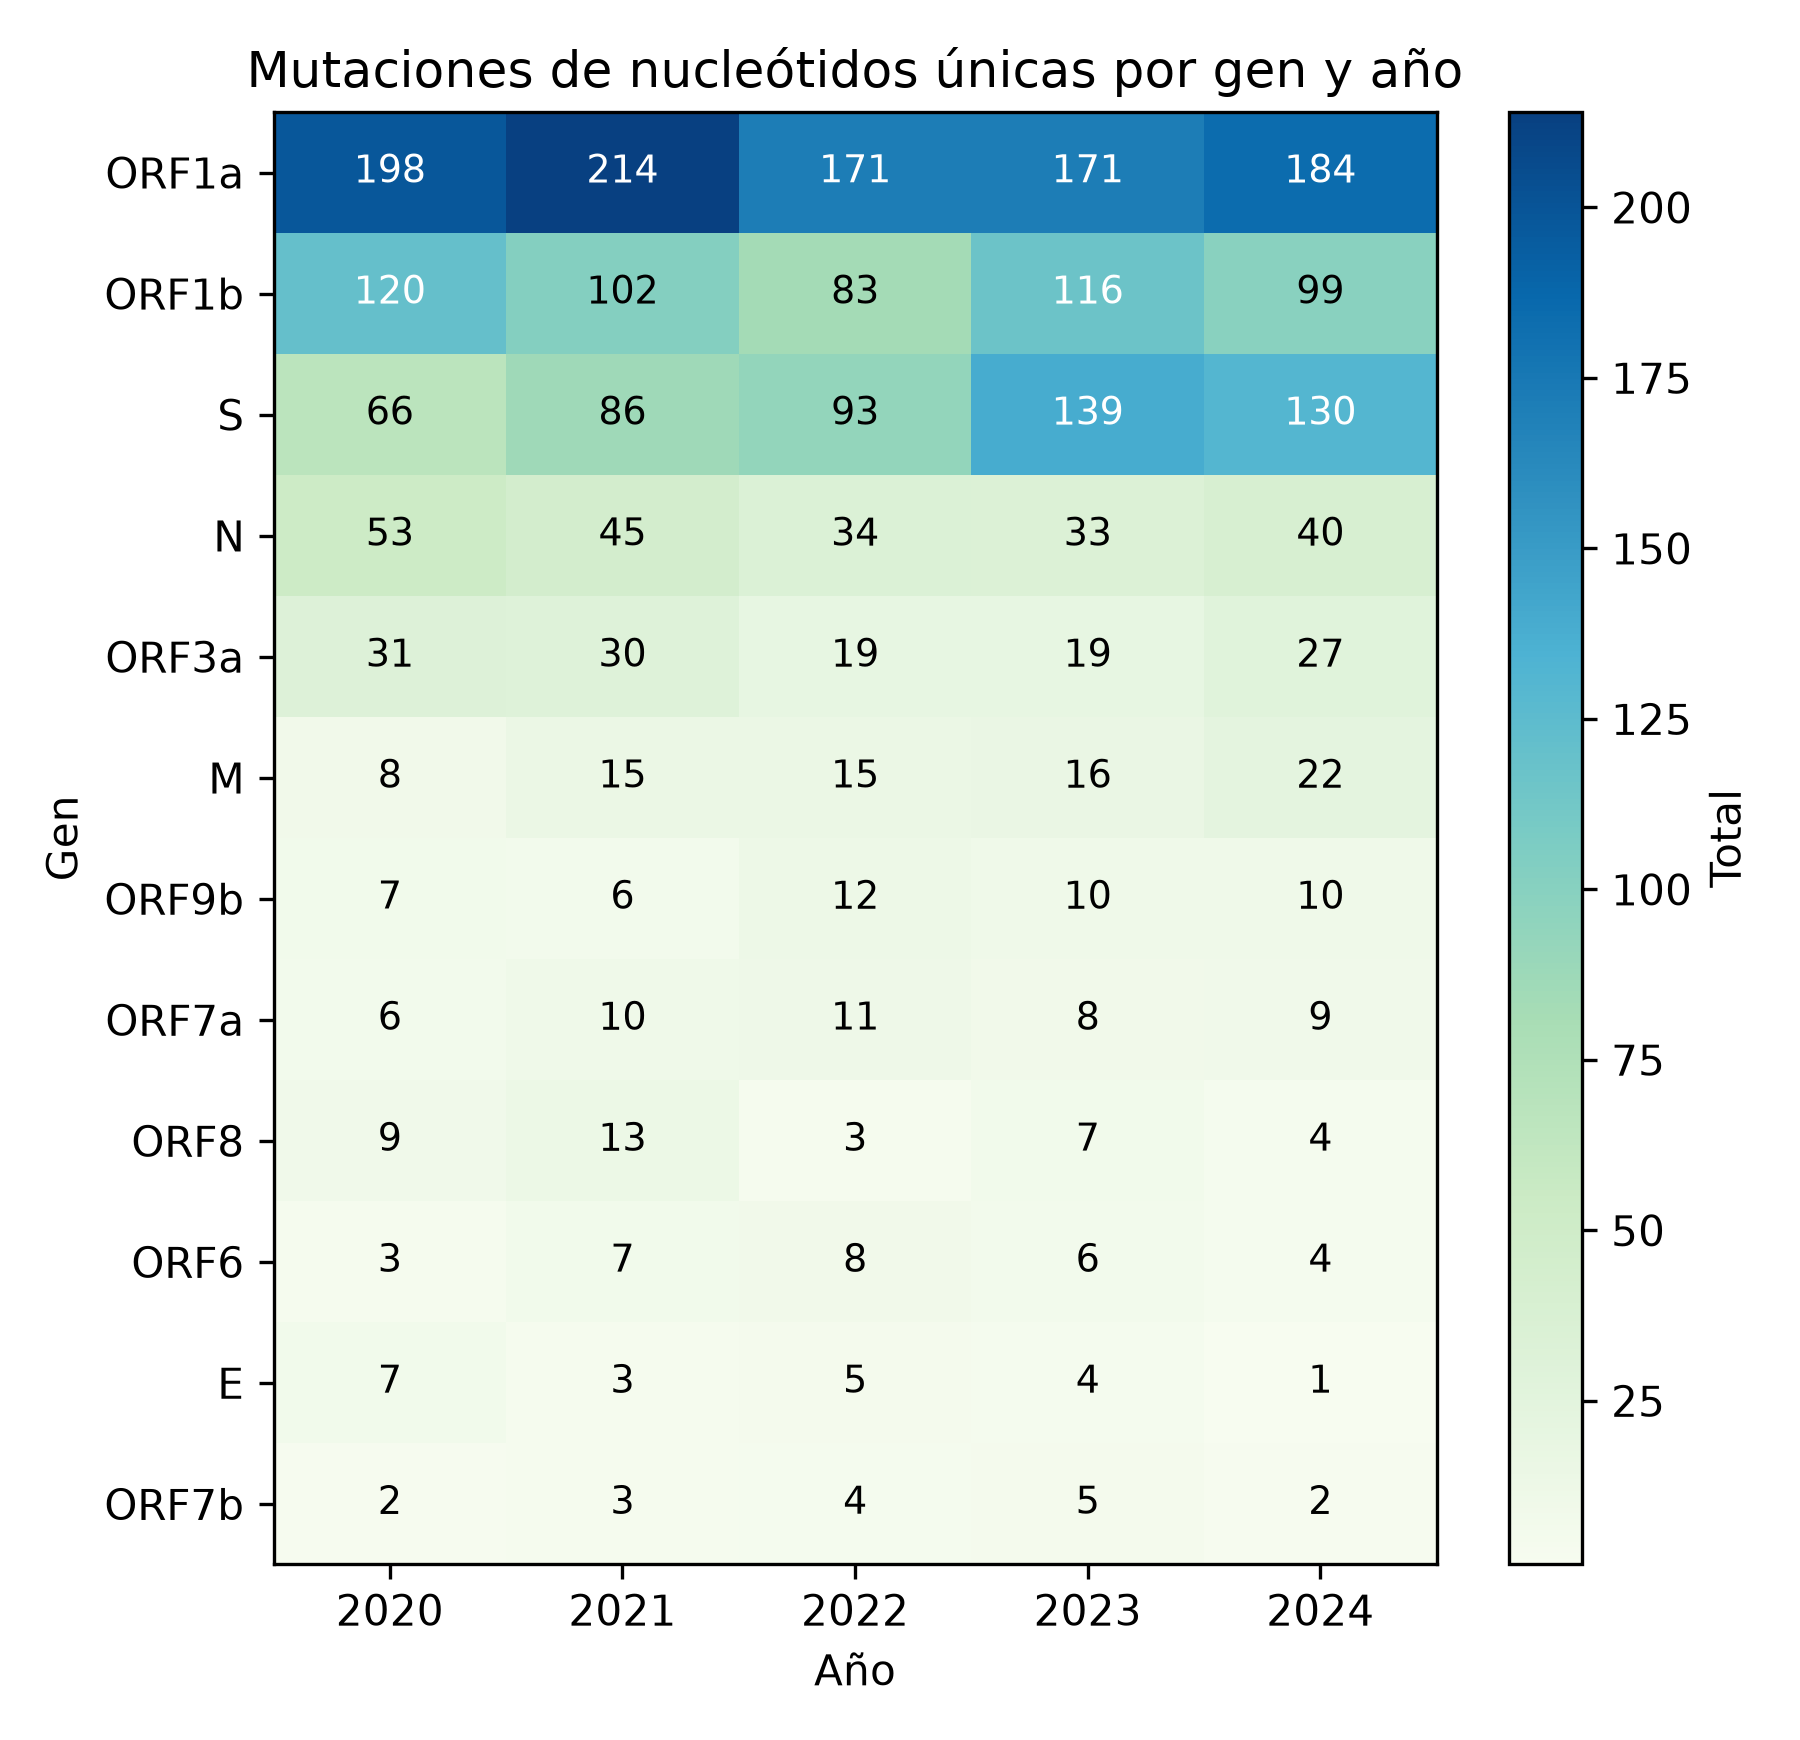 Mutaciones de nucleótidos únicas por gen y año
ORF1a 198 214 171 171 184
ORF1b 120 102 83 116 99
S 66 86 93 139 130
N 53 45 34 33 40
ORF3a 31 30 19 19 27
M 8 15 15 16 22
ORF9b 7 6 12 10 10
ORF7a 6 10 11 8 9
ORF8 9 13 3 7 4
ORF6 3 7 8 6 4
E 7 3 5 4 1
ORF7b 2 3 4 5 2
2020 2021 2022 2023 2024
Año
Gen
200
175
150
125
100
75
50
25
Total